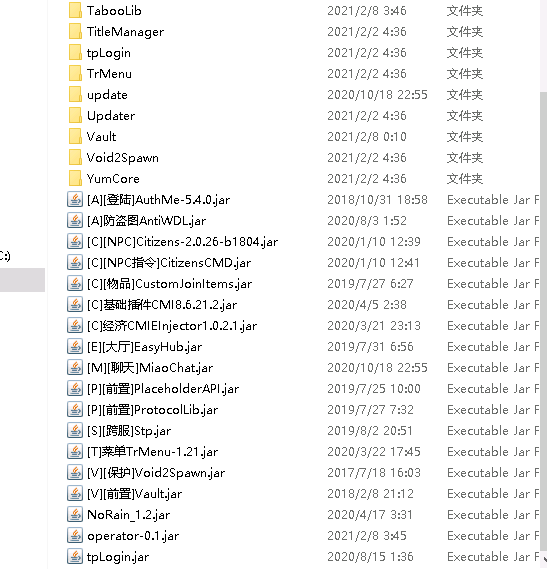 TabooLib 2021/2/8 3:46 文件夹
TitleManager 2021/2/2 4:36 文件夹
tpLogin 2021/2/2 4:36 文件夹
TrMenu 2021/2/2 4:36 文件夹
update 2020/10/18 22:55 文件夹
Updater 2021/2/2 4:36 文件夹
Vault 2021/2/8 0:10 文件夹
Void2Spawn 2021/2/2 4:36 文件夹
YumCore 2021/2/2 4:36 文件夹
[A][登陆]AuthMe-5.4.0.jar 2018/10/31 18:58 Executable Jar F
[A]防盗图AntiWDL.jar 2020/8/3 1:52 Executable Jar F
[C][NPC]Citizens-2.0.26-b1804.jar 2020/1/10 12:39 Executable Jar F
:) [C][NPC指令]CitizensCMD.jar 2020/1/10 12:41 Executable Jar F
[C][物品]CustomJoinItems.jar 2019/7/27 6:27 Executable Jar F
[C]基础插件CMI8.6.21.2.jar 2020/4/5 2:38 Executable Jar F
[C]经济CMIEInjector1.0.2.1.jar 2020/3/21 23:13 Executable Jar F
[E][大厅]EasyHub.jar 2019/7/31 6:56 Executable Jar F
[M][聊天]MiaoChat.jar 2020/10/18 22:55 Executable Jar F
[P][前置]PlaceholderAPI.jar 2019/7/25 10:00 Executable Jar F
[P][前置]ProtocolLib.jar 2019/7/27 7:32 Executable Jar F
[S][跨服]Stp.jar 2019/8/2 20:51 Executable Jar F
[T]菜单TrMenu-1.21.jar 2020/3/22 17:45 Executable Jar F
[V][保护]Void2Spawn.jar 2017/7/18 16:03 Executable Jar F
[V][前置]Vault.jar 2018/2/8 21:12 Executable Jar F
NoRain_1.2.jar 2020/4/17 3:31 Executable Jar F
operator-0.1.jar 2021/2/8 3:45 Executable Jar F
tpLogin.jar 2020/8/15 1:36 Executable Jar F